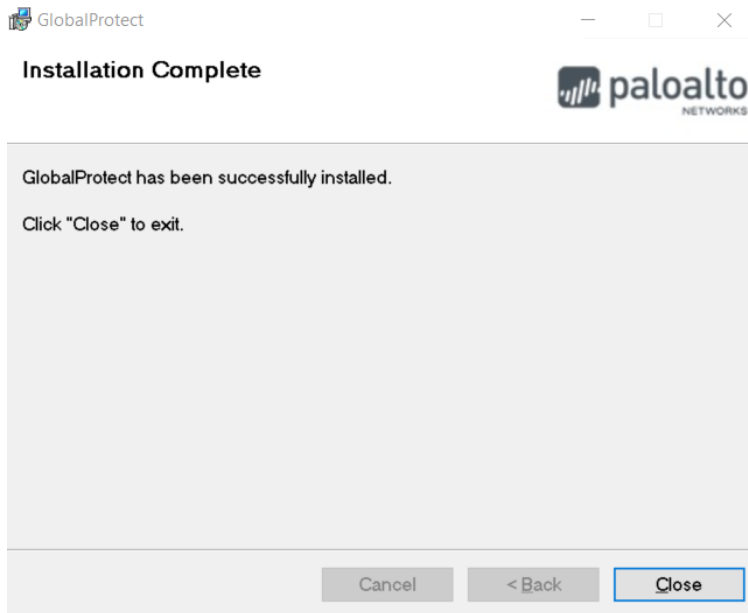 GlobalProtect
Installation Complete
paloalto
NETWORKS
GlobalProtect has been successfully installed.
Click "Close" to exit.
Cancel
< Back
Close